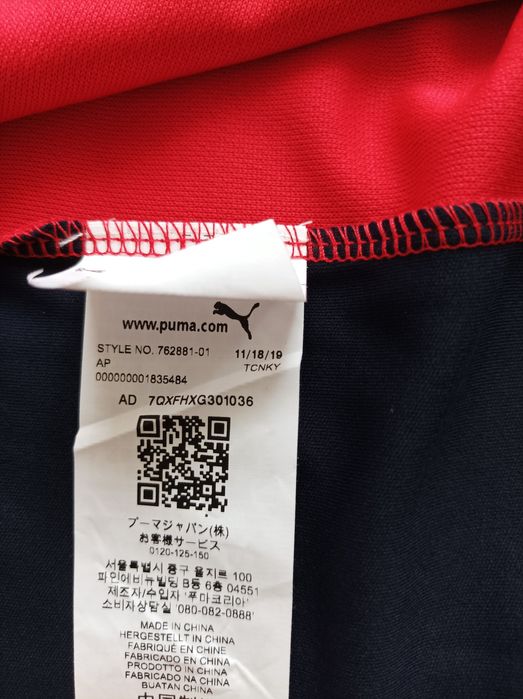 www.puma.com
STYLE NO. 762881-01 11/18/19
AP TCNKY
000000001835484
AD 7QXFHXG301036
プーマジャパン(株)
お客様サービス
0120-125-150
서울특별시 중구 을지로 100
파인에비뉴빌딩 B동 6층 04551
제조자/수입자 '푸마코리아'
소비자상담실 '080-082-0888'
MADE IN CHINA
HERGESTELLT IN CHINA
FABRIQUÉ EN CHINE
FABRICADO EN CHINA
PRODOTTO IN CHINA
FABRICADO NA CHINA
BUATAN CHINA